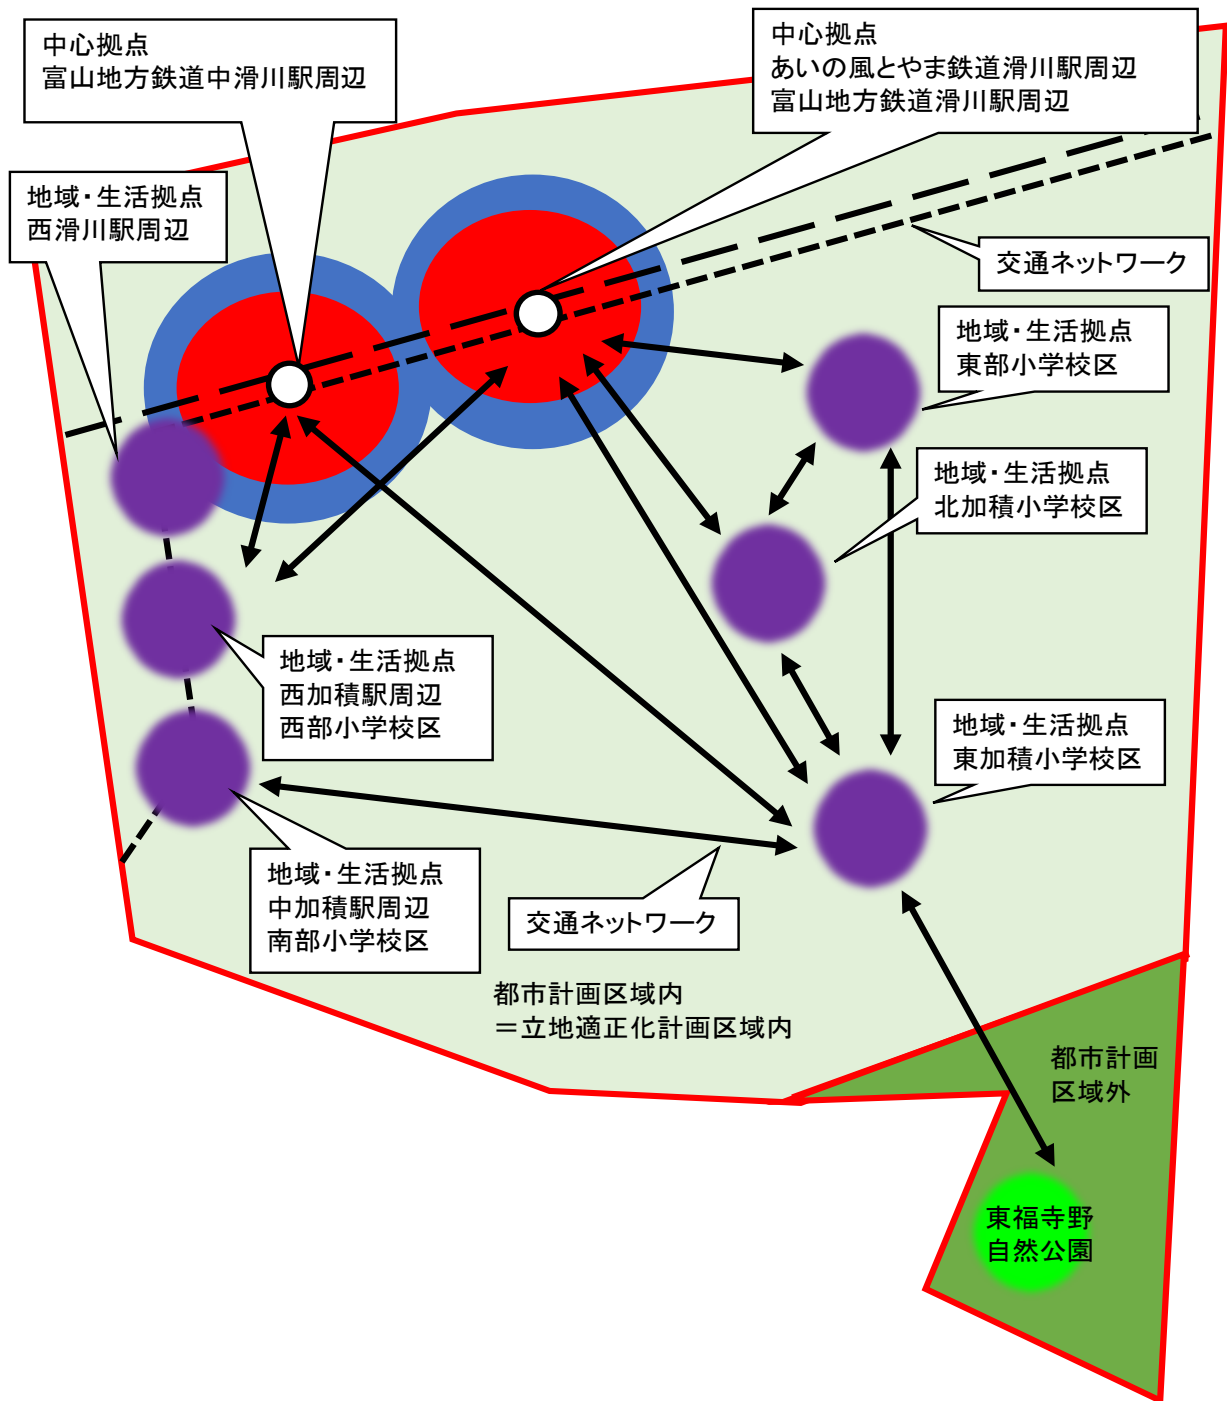 中心拠点
富山地方鉄道中滑川駅周辺
中心拠点
あいの風とやま鉄道滑川駅周辺
富山地方鉄道滑川駅周辺
地域・生活拠点
西滑川駅周辺
交通ネットワーク
地域・生活拠点
東部小学校区
地域・生活拠点
北加積小学校区
地域・生活拠点
西加積駅周辺
西部小学校区
地域・生活拠点
東加積小学校区
地域・生活拠点
中加積駅周辺
南部小学校区
交通ネットワーク
都市計画区域内
＝立地適正化計画区域内
都市計画
区域外
東福寺野
自然公園